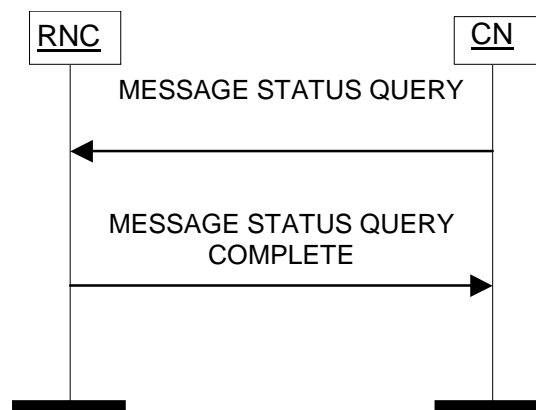 RNC
CN
MESSAGE STATUS QUERY
MESSAGE STATUS QUERY
COMPLETE